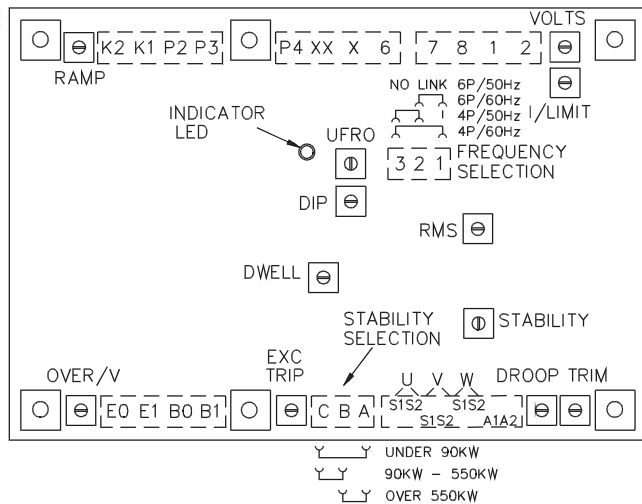 VOLTS
K2 K1 P2 P3 P4 XX X 6 7 8 1 2
RAMP
NO LINK 6P/50Hz
6P/60Hz
4P/50Hz I/LIMIT
4P/60Hz
INDICATOR
LED
UFRO
3 2 1 FREQUENCY
SELECTION
DIP
RMS
DWELL
STABILITY
SELECTION
STABILITY
OVER/V
EXC
TRIP
U V W
DROOP TRIM
E0 E1 B0 B1 C B A S1S2 S1S2
S1S2 A1A2
UNDER 90KW
90KW - 550KW
OVER 550KW